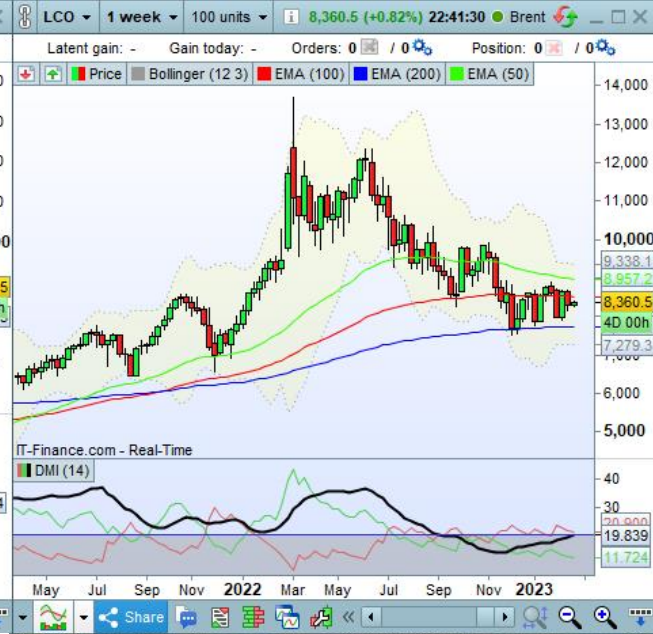 LCO 1 week 100 units i 8,360.5 (+0.82%) 22:41:30 Brent
Latent gain: - Gain today: - Orders: 0 / 0 Position: 0 / 0
Price Bollinger (12 3) EMA (100) EMA (200) EMA (50)
14,000
13,000
12,000
11,000
10,000
9,338.1
8,957.2
8,360.5
4D 00h
7,279.3
6,000
5,000
IT-Finance.com - Real-Time
DMI (14)
40
30
20.900
19.839
11.724
May Jul Sep Nov 2022 Mar May Jul Sep Nov 2023
Share